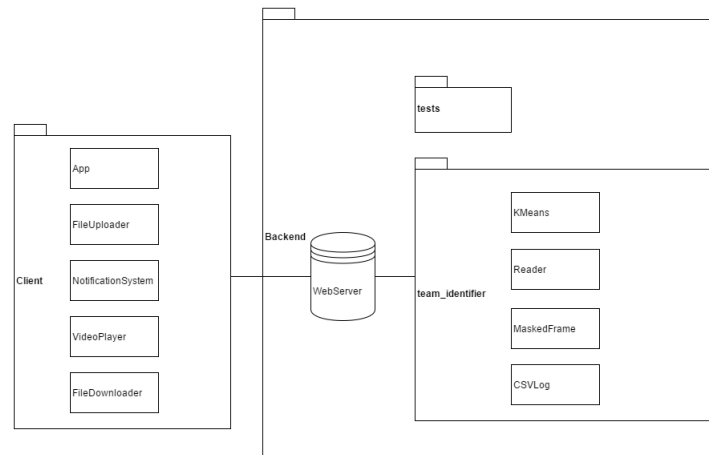 Client
App
FileUploader
NotificationSystem
VideoPlayer
FileDownloader
Backend
WebServer
tests
team_identifier
KMeans
Reader
MaskedFrame
CSVLog